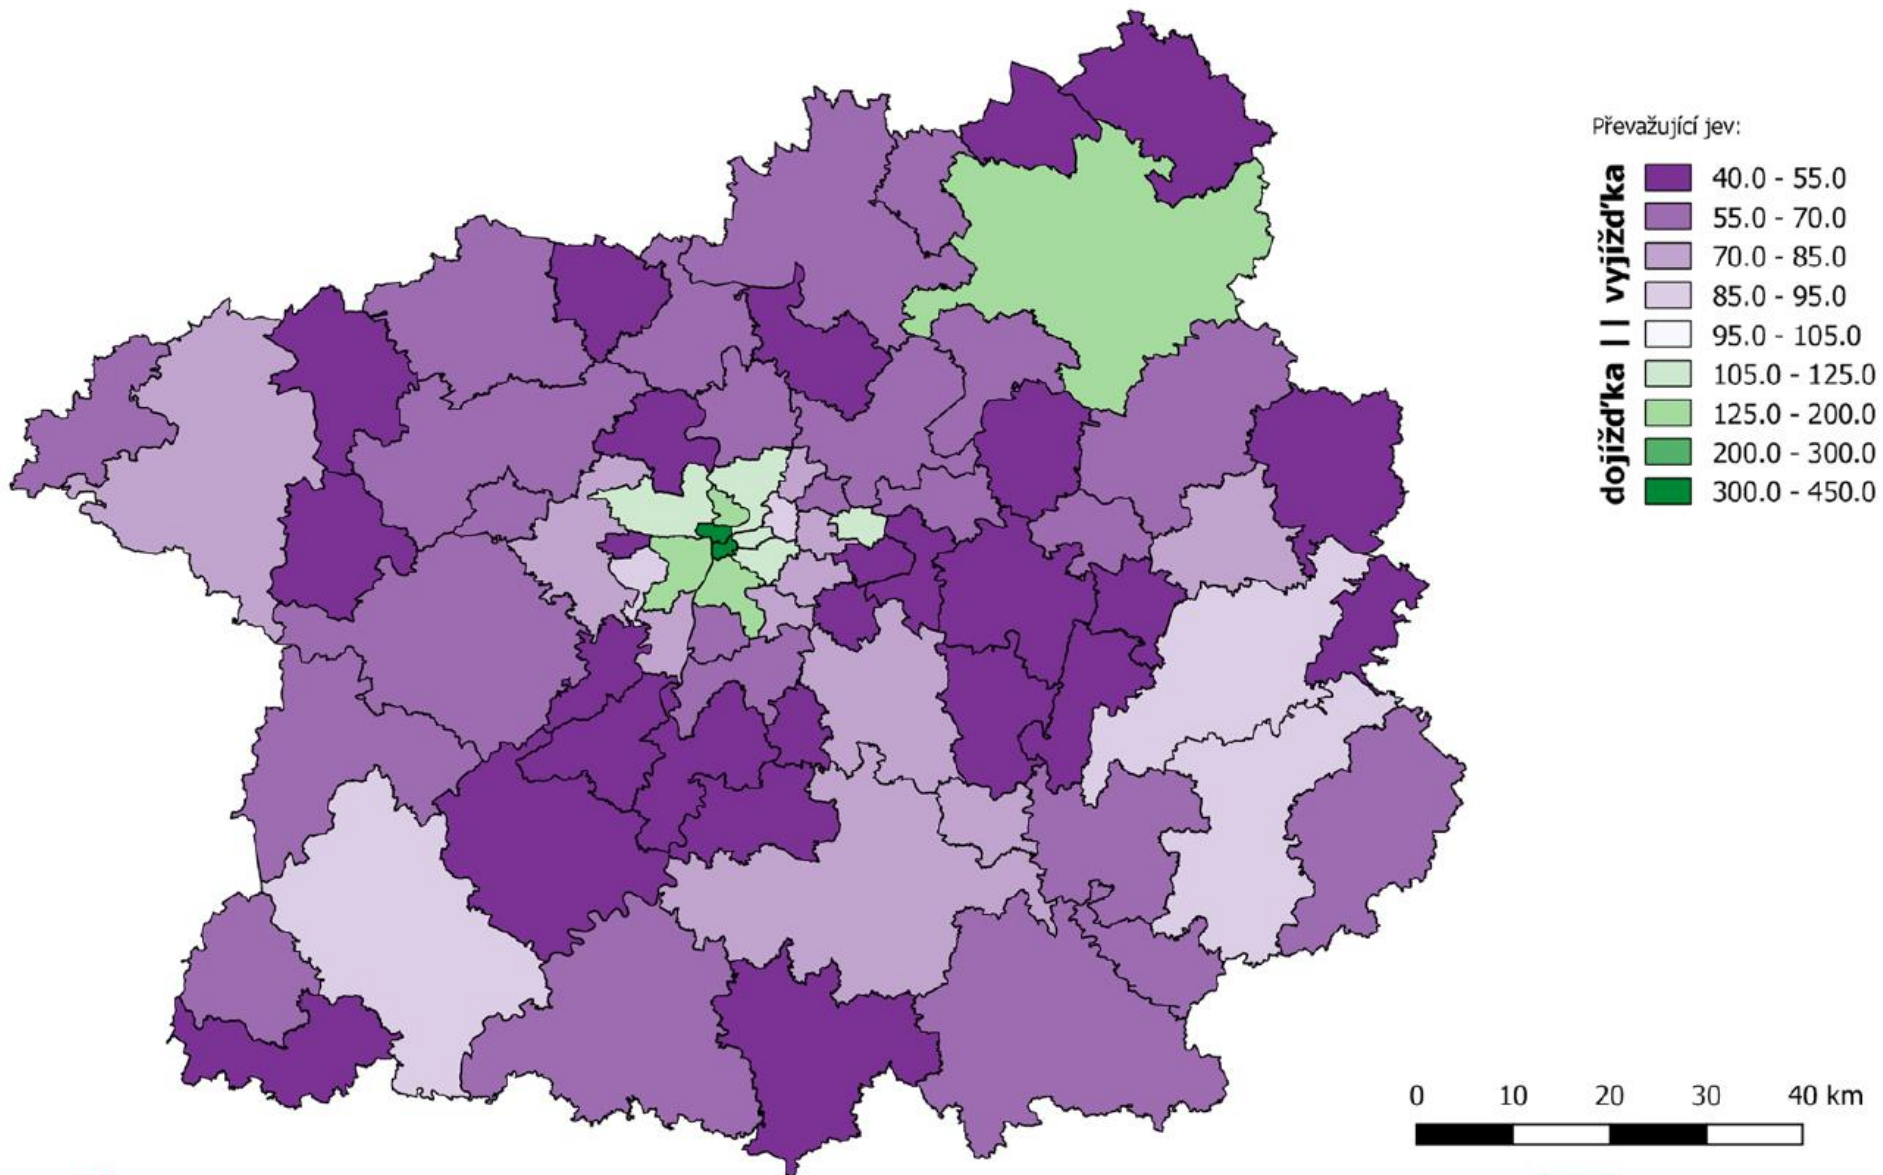 Převažující jev:
dojížďka || vyjížďka
40.0 - 55.0
55.0 - 70.0
70.0 - 85.0
85.0 - 95.0
95.0 - 105.0
105.0 - 125.0
125.0 - 200.0
200.0 - 300.0
300.0 - 450.0
0 10 20 30 40 km